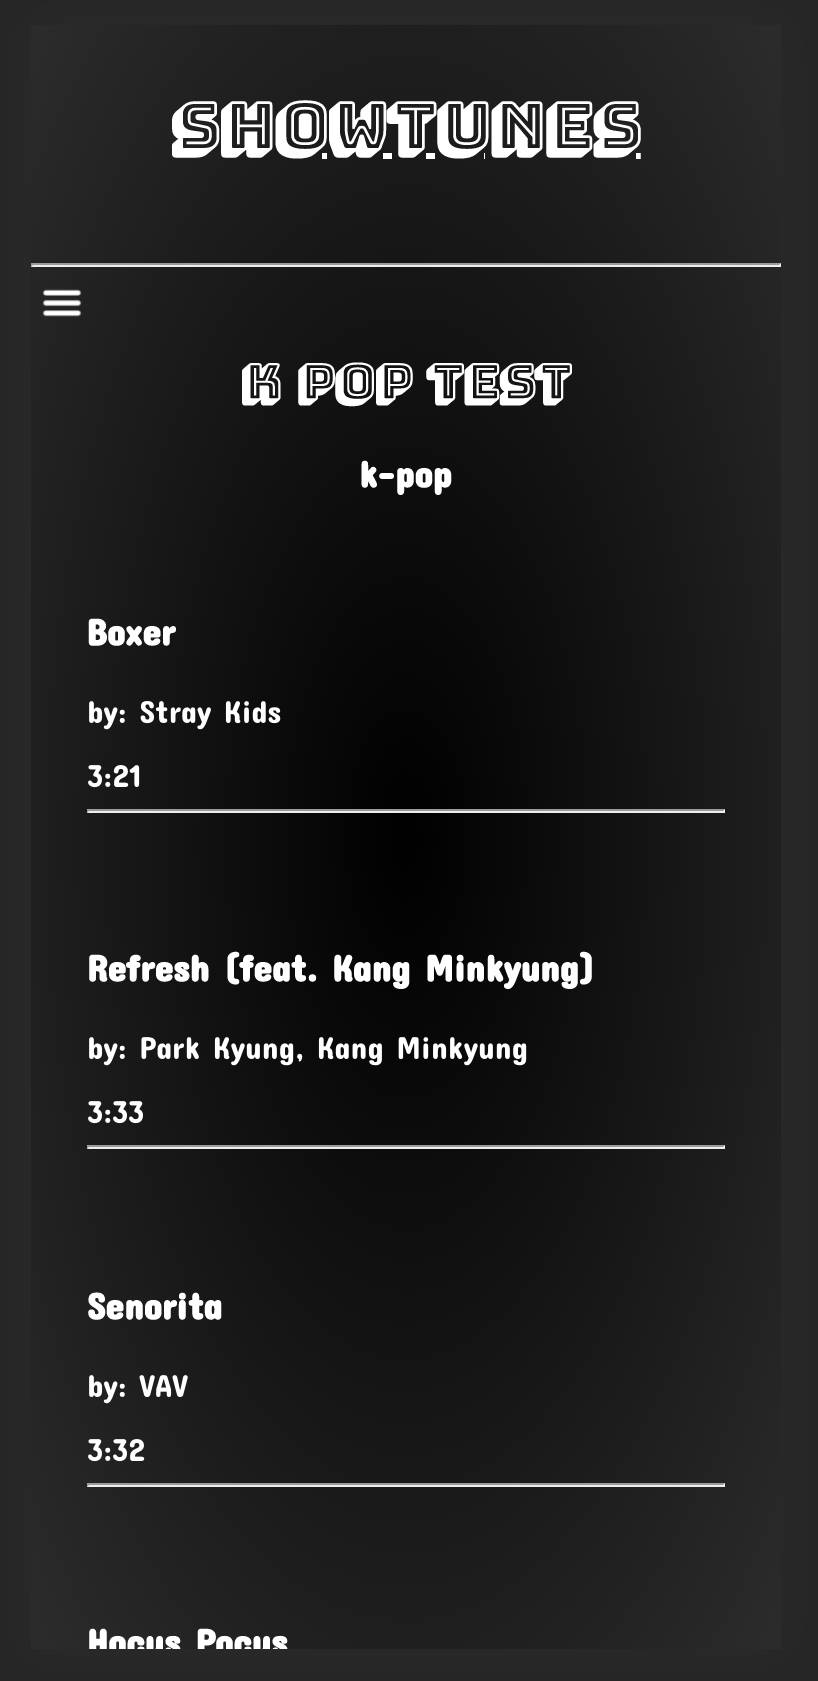 SHOWTUNES
K POP TEST
k-pop
Boxer
by: Stray Kids
3:21
Refresh (feat. Kang Minkyung)
by: Park Kyung, Kang Minkyung
3:33
Senorita
by: VAV
3:32
Hocus Pocus